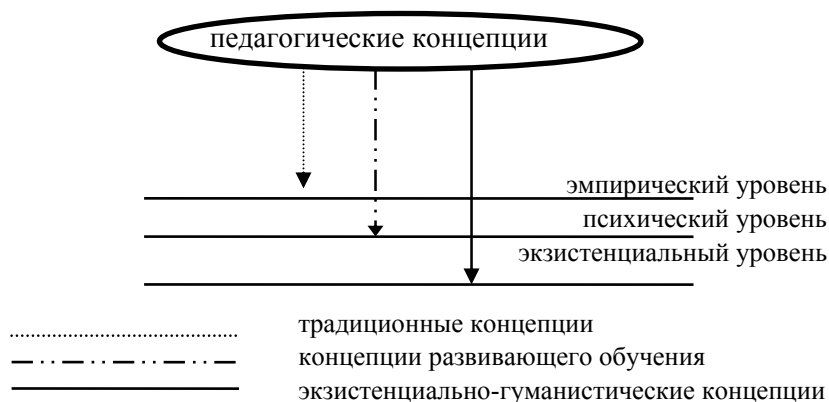 педагогические концепции
эмпирический уровень
психический уровень
экзистенциальный уровень
традиционные концепции
концепции развивающего обучения
экзистенциально-гуманистические концепции